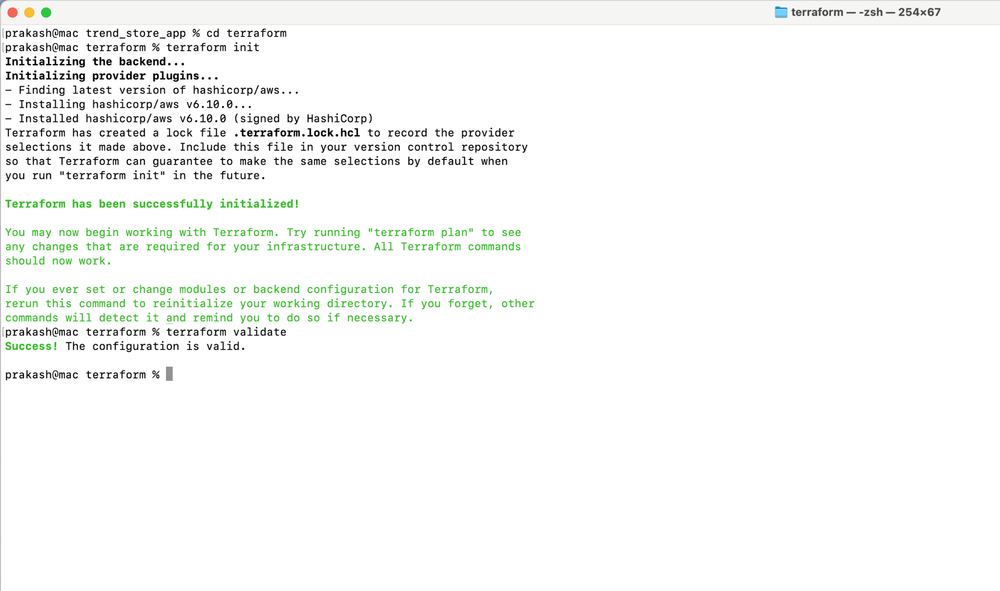 terraform — -zsh — 254×67
prakash@mac trend_store_app % cd terraform
prakash@mac terraform % terraform init
Initializing the backend...
Initializing provider plugins...
- Finding latest version of hashicorp/aws...
- Installing hashicorp/aws v6.10.0...
- Installed hashicorp/aws v6.10.0 (signed by HashiCorp)
Terraform has created a lock file .terraform.lock.hcl to record the provider
selections it made above. Include this file in your version control repository
so that Terraform can guarantee to make the same selections by default when
you run "terraform init" in the future.
Terraform has been successfully initialized!
You may now begin working with Terraform. Try running "terraform plan" to see
any changes that are required for your infrastructure. All Terraform commands
should now work.
If you ever set or change modules or backend configuration for Terraform,
rerun this command to reinitialize your working directory. If you forget, other
commands will detect it and remind you to do so if necessary.
prakash@mac terraform % terraform validate
Success! The configuration is valid.
prakash@mac terraform %